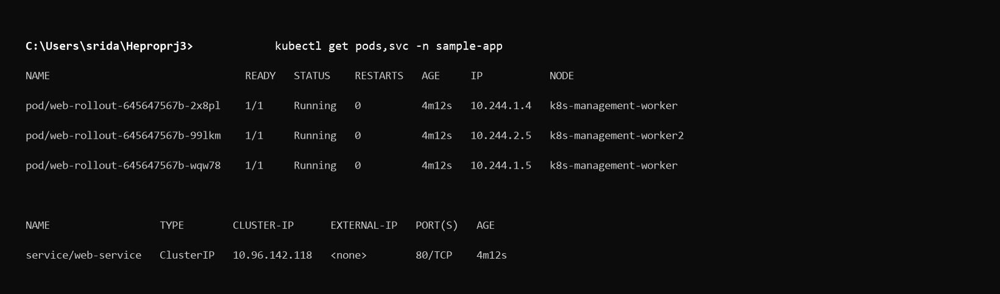 C:\Users\srida\Heproprj3> kubectl get pods,svc -n sample-app
NAME READY STATUS RESTARTS AGE IP NODE
pod/web-rollout-645647567b-2x8pl 1/1 Running 0 4m12s 10.244.1.4 k8s-management-worker
pod/web-rollout-645647567b-99lkm 1/1 Running 0 4m12s 10.244.2.5 k8s-management-worker2
pod/web-rollout-645647567b-wqw78 1/1 Running 0 4m12s 10.244.1.5 k8s-management-worker
NAME TYPE CLUSTER-IP EXTERNAL-IP PORT(S) AGE
service/web-service ClusterIP 10.96.142.118 <none> 80/TCP 4m12s